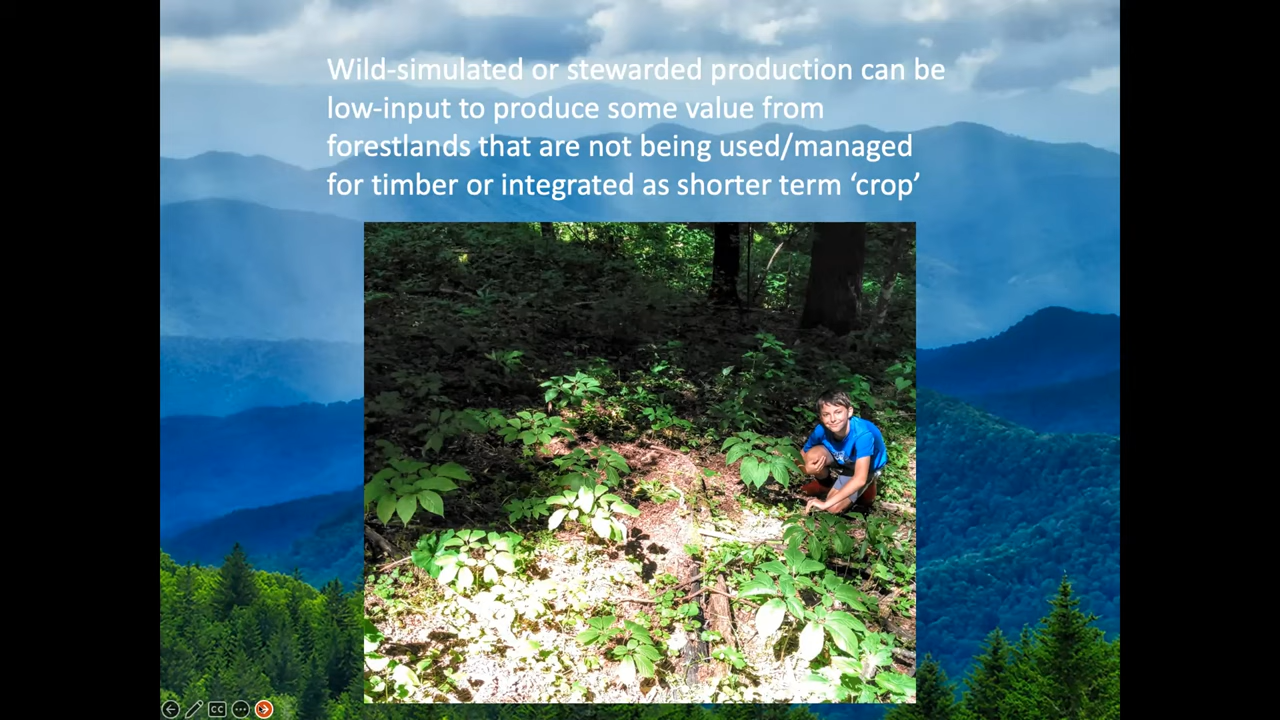 Wild-simulated or stewarded production can be
low-input to produce some value from
forestlands that are not being used/managed
for timber or integrated as shorter term ‘crop’
CC